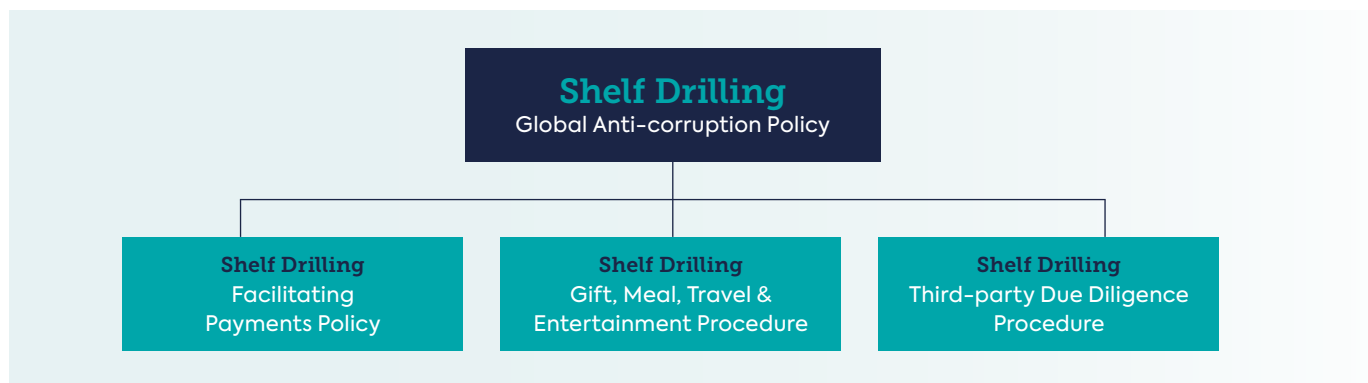 Shelf Drilling
Global Anti-corruption Policy
Shelf Drilling
Facilitating
Payments Policy
Shelf Drilling
Gift, Meal, Travel &
Entertainment Procedure
Shelf Drilling
Third-party Due Diligence
Procedure